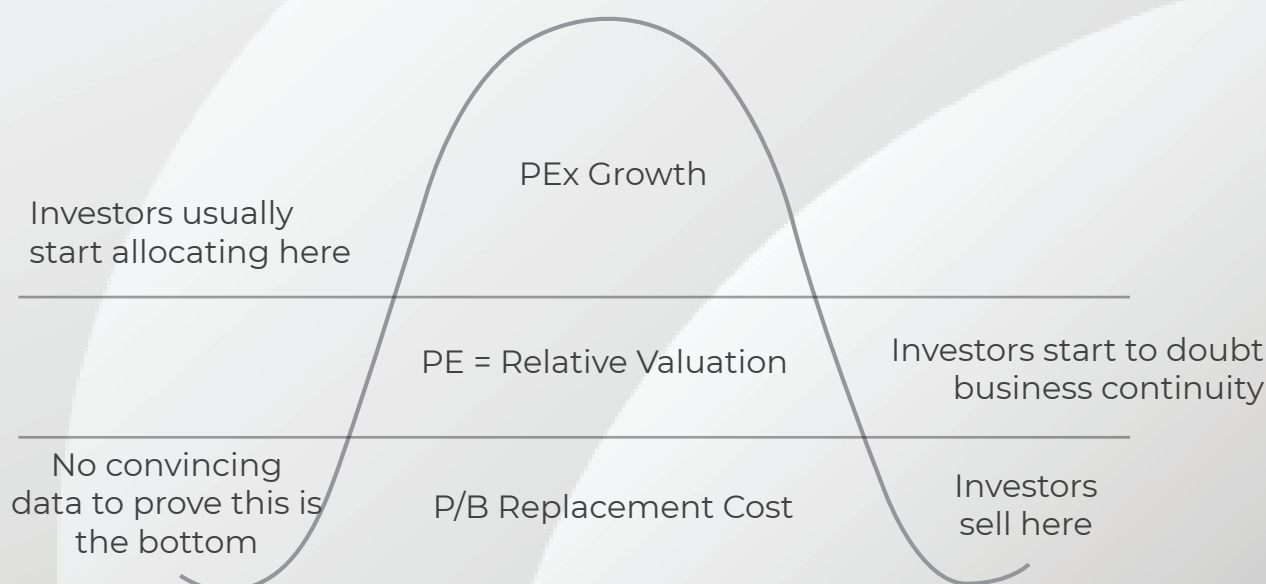 PEx Growth
Investors usually
start allocating here
PE = Relative Valuation
Investors start to doubt
business continuity
No convincing
data to prove this is
the bottom
P/B Replacement Cost
Investors
sell here